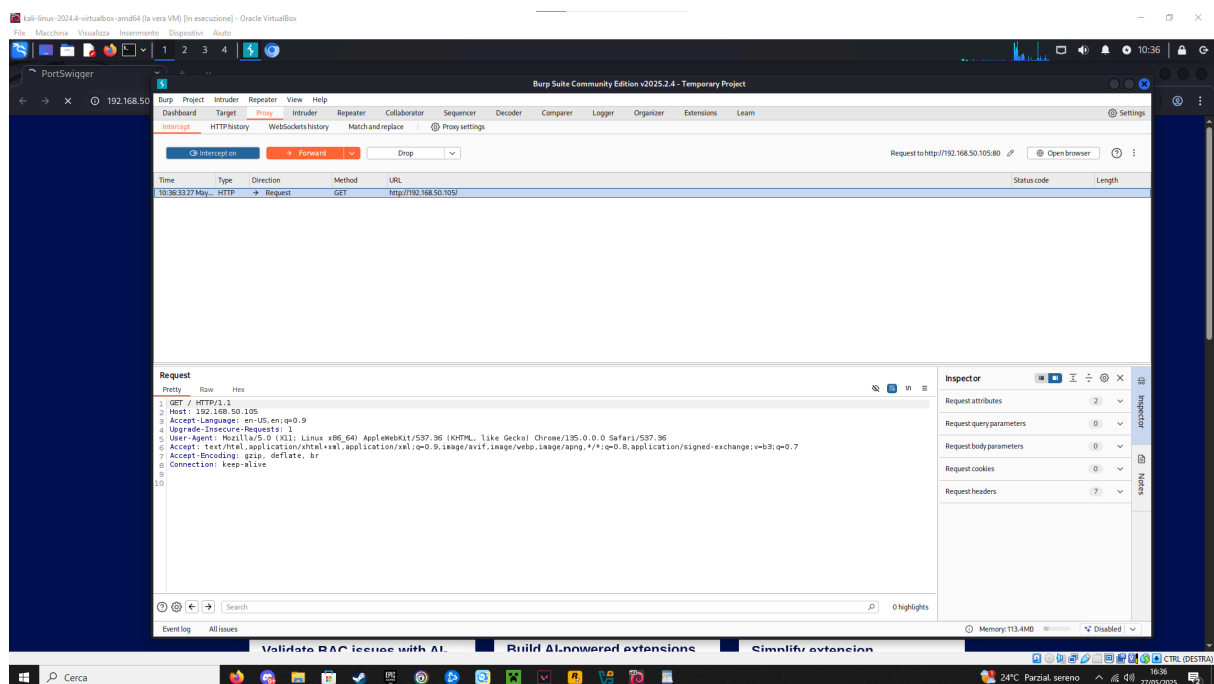 kali-linux-2024.4-virtualbox-amd64 (la vera VM) [In esecuzione] - Oracle VirtualBox
File Macchina Visualizza Inserimento Dispositivi Aiuto
1 2 3 4
10:36
PortSwigger
Burp Suite Community Edition v2025.2.4 - Temporary Project
192.168.50
Burp Project Intruder Repeater View Help
Dashboard Target Proxy Intruder Repeater Collaborator Sequencer Decoder Comparer Logger Organizer Extensions Learn Settings
Intercept HTTP history WebSockets history Match and replace Proxy settings
Intercept on Forward Drop Request to http://192.168.50.105:80 Open browser
Time Type Direction Method URL Status code Length
10:36:33 27 May... HTTP → Request GET http://192.168.50.105/
Request
Pretty Raw Hex
\n
1 GET / HTTP/1.1
2 Host: 192.168.50.105
3 Accept-Language: en-US,en;q=0.9
4 Upgrade-Insecure-Requests: 1
5 User-Agent: Mozilla/5.0 (X11; Linux x86_64) AppleWebKit/537.36 (KHTML, like Gecko) Chrome/135.0.0.0 Safari/537.36
6 Accept: text/html,application/xhtml+xml,application/xml;q=0.9,image/avif,image/webp,image/apng,*/*;q=0.8,application/signed-exchange;v=b3;q=0.7
7 Accept-Encoding: gzip, deflate, br
8 Connection: keep-alive
9
10
Inspector
Request attributes 2
Request query parameters 0
Request body parameters 0
Request cookies 0
Request headers 7
Inspector
Notes
Search
0 highlights
Event log All issues
Memory: 113.4MB
Disabled
Validate BAC issues with AI-
Build AI-powered extensions
Simplify extension
CTRL (DESTRA)
Cerca
24°C Parzial. sereno
16:36
27/05/2025